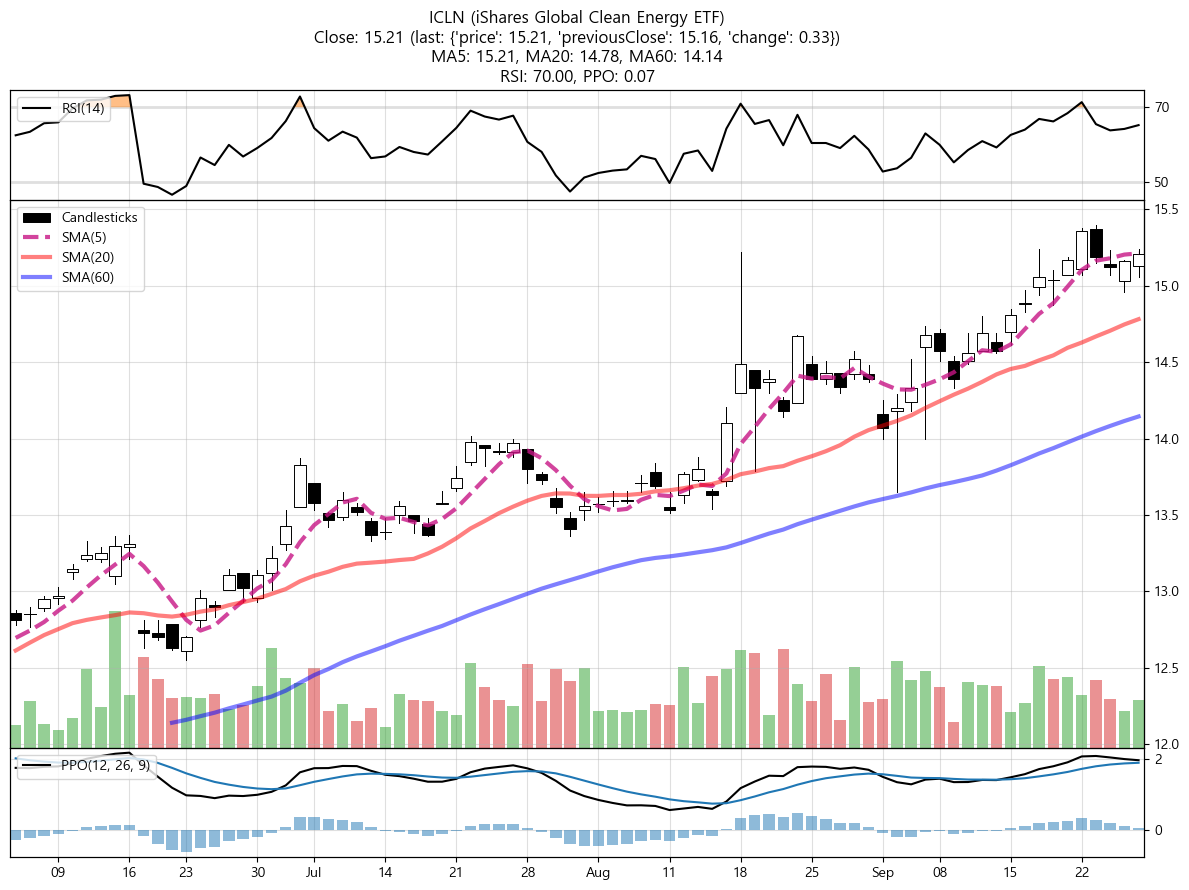 ICLN (iShares Global Clean Energy ETF)
Close: 15.21 (last: {'price': 15.21, 'previousClose': 15.16, 'change': 0.33})
MA5: 15.21, MA20: 14.78, MA60: 14.14
RSI: 70.00, PPO: 0.07
RSI(14)
70
50
Candlesticks
SMA(5)
SMA(20)
SMA(60)
15.5
15.0
14.5
14.0
13.5
13.0
12.5
12.0
PPO(12, 26, 9)
2
0
09 16 23 30 Jul 14 21 28 Aug 11 18 25 Sep 08 15 22